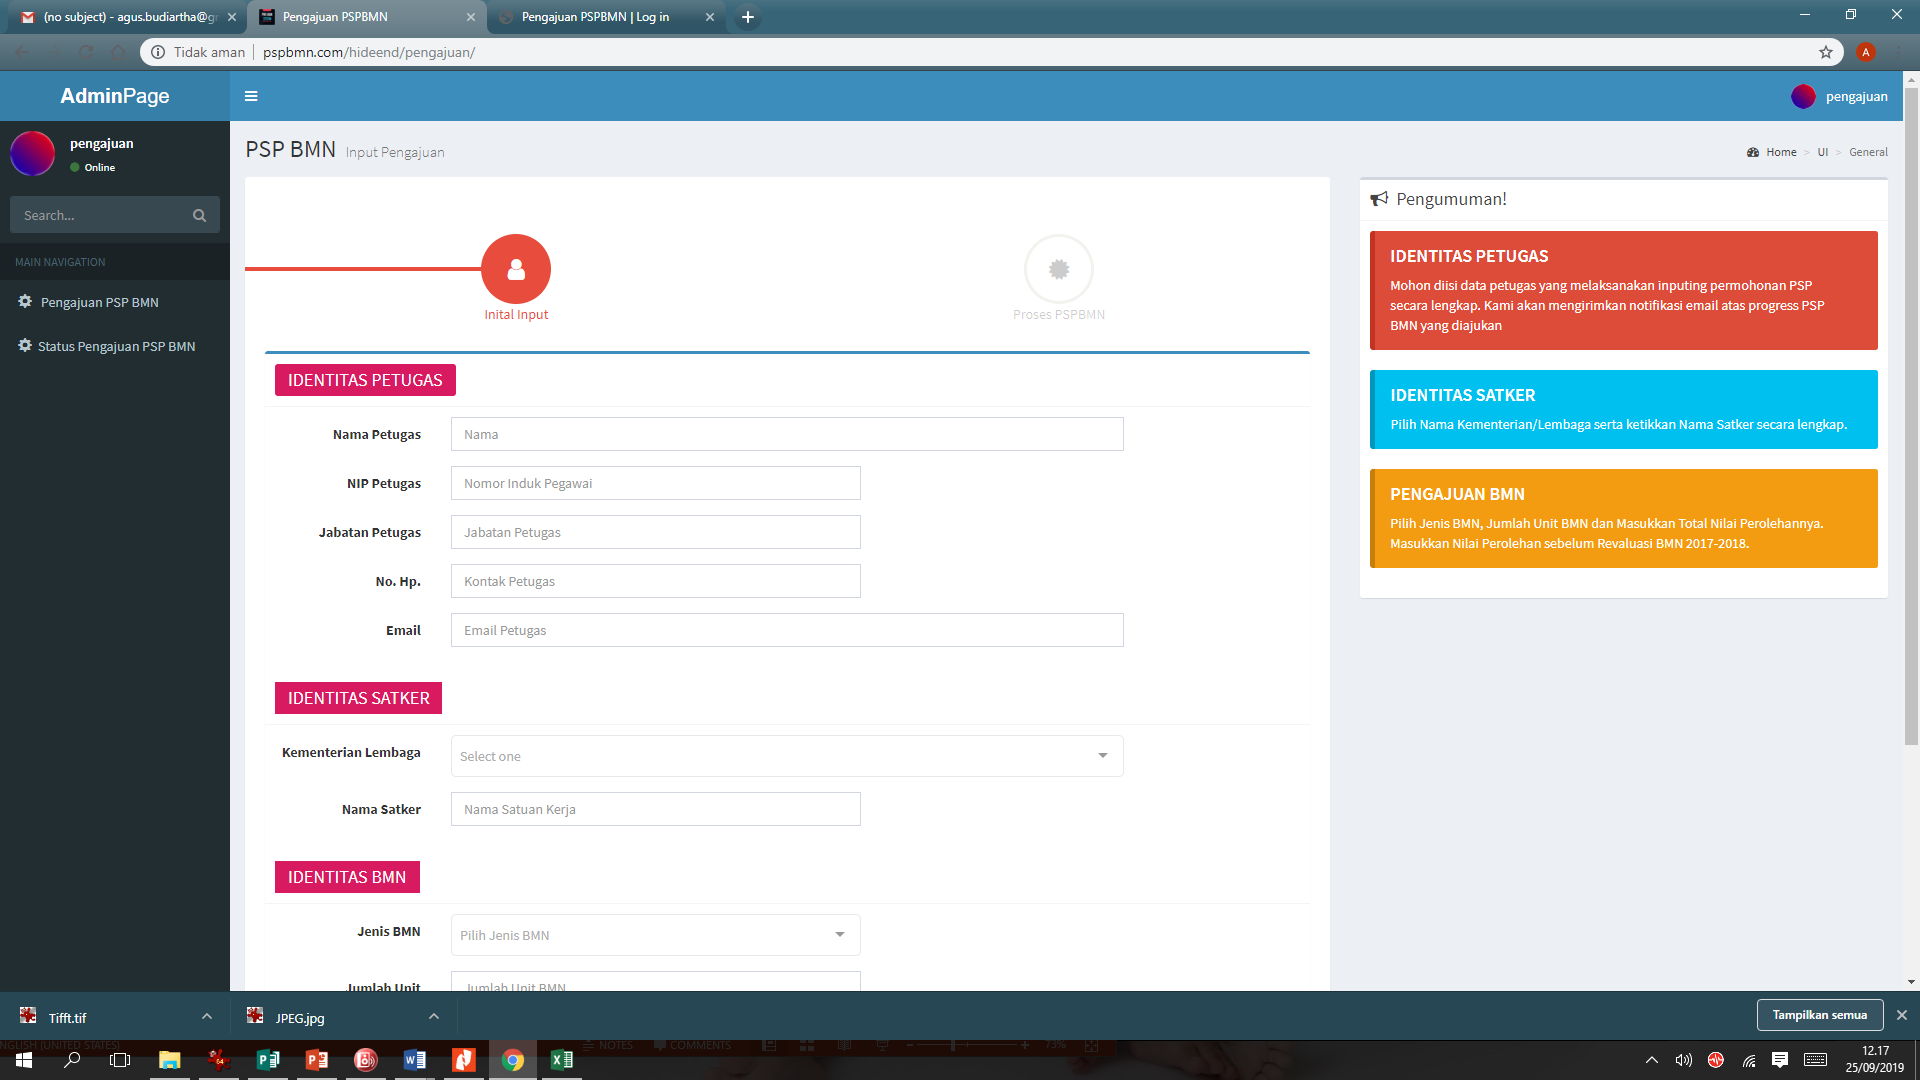 (no subject) - agus.budiartha@g
Pengajuan PSPBMN
Pengajuan PSPBMN | Log in
Tidak aman
pspbmn.com/hideend/pengajuan/
A
AdminPage
pengajuan
pengajuan
Online
Search...
MAIN NAVIGATION
Pengajuan PSP BMN
Status Pengajuan PSP BMN
PSP BMN Input Pengajuan
Home > UI > General
Inital Input
Proses PSPBMN
IDENTITAS PETUGAS
Nama Petugas
Nama
NIP Petugas
Nomor Induk Pegawai
Jabatan Petugas
Jabatan Petugas
No. Hp.
Kontak Petugas
Email
Email Petugas
IDENTITAS SATKER
Kementerian Lembaga
Select one
Nama Satker
Nama Satuan Kerja
IDENTITAS BMN
Jenis BMN
Pilih Jenis BMN
Jumlah Unit
Jumlah Unit BMN
Pengumuman!
IDENTITAS PETUGAS
Mohon diisi data petugas yang melaksanakan inputing permohonan PSP
secara lengkap. Kami akan mengirimkan notifikasi email atas progress PSP
BMN yang diajukan
IDENTITAS SATKER
Pilih Nama Kementerian/Lembaga serta ketikkan Nama Satker secara lengkap.
PENGAJUAN BMN
Pilih Jenis BMN, Jumlah Unit BMN dan Masukkan Total Nilai Perolehannya.
Masukkan Nilai Perolehan sebelum Revaluasi BMN 2017-2018.
Tifft.tif
JPEG.jpg
Tampilkan semua
NGLISH (UNITED STATES)
NOTES
COMMENTS
73%
12.17
25/09/2019